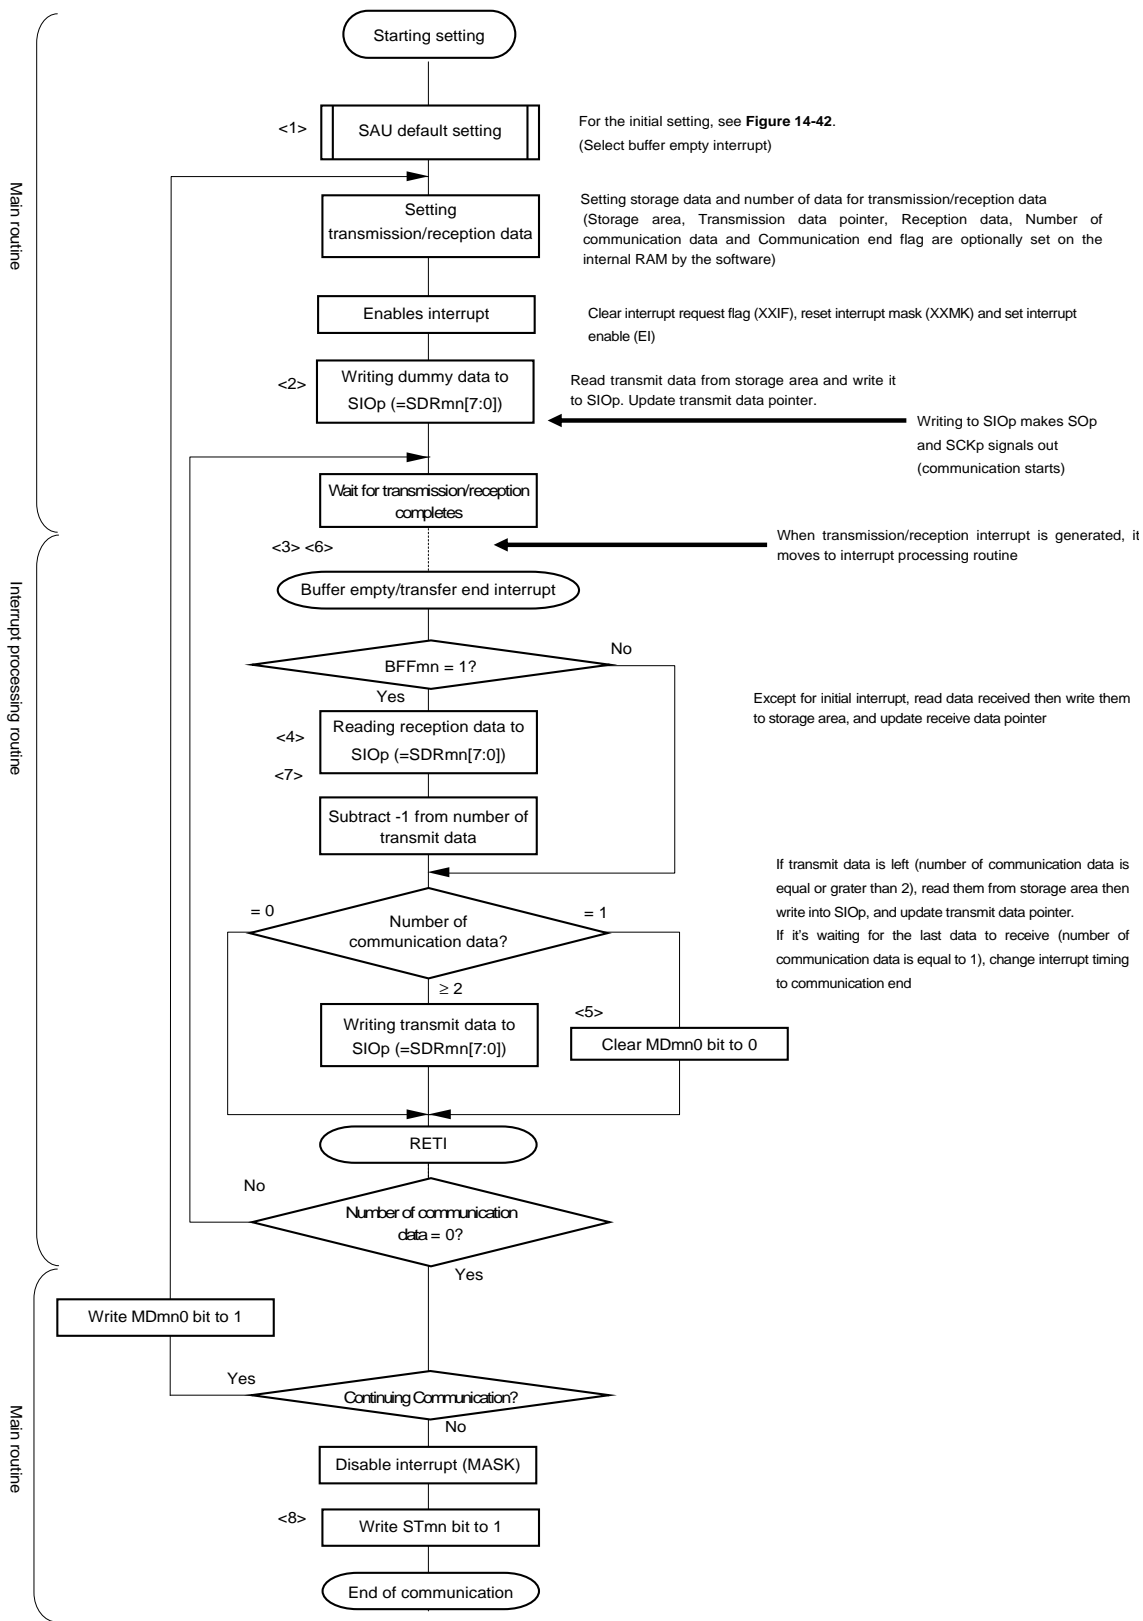 Main routine
Starting setting
<1>
SAU default setting
For the initial setting, see Figure 14-42.
(Select buffer empty interrupt)
Setting
transmission/reception data
Setting storage data and number of data for transmission/reception data
(Storage area, Transmission data pointer, Reception data, Number of
communication data and Communication end flag are optionally set on the
internal RAM by the software)
Enables interrupt
Clear interrupt request flag (XXIF), reset interrupt mask (XXMK) and set interrupt
enable (EI)
<2>
Writing dummy data to
SIOp (=SDRmn[7:0])
Read transmit data from storage area and write it
to SIOp. Update transmit data pointer.
Writing to SIOp makes SOp
and SCKp signals out
(communication starts)
Wait for transmission/reception
completes
Interrupt processing routine
<3> <6>
When transmission/reception interrupt is generated, it
moves to interrupt processing routine
Buffer empty/transfer end interrupt
BFFmn = 1?
No
Yes
<4>
Reading reception data to
SIOp (=SDRmn[7:0])
<7>
Except for initial interrupt, read data received then write them
to storage area, and update receive data pointer
Subtract -1 from number of
transmit data
= 0
Number of
communication data?
= 1
≥ 2
If transmit data is left (number of communication data is
equal or grater than 2), read them from storage area then
write into SIOp, and update transmit data pointer.
If it's waiting for the last data to receive (number of
communication data is equal to 1), change interrupt timing
to communication end
Writing transmit data to
SIOp (=SDRmn[7:0])
<5>
Clear MDmn0 bit to 0
RETI
No
Number of communication
data = 0?
Yes
Main routine
Write MDmn0 bit to 1
Yes
Continuing Communication?
No
Disable interrupt (MASK)
<8>
Write STmn bit to 1
End of communication